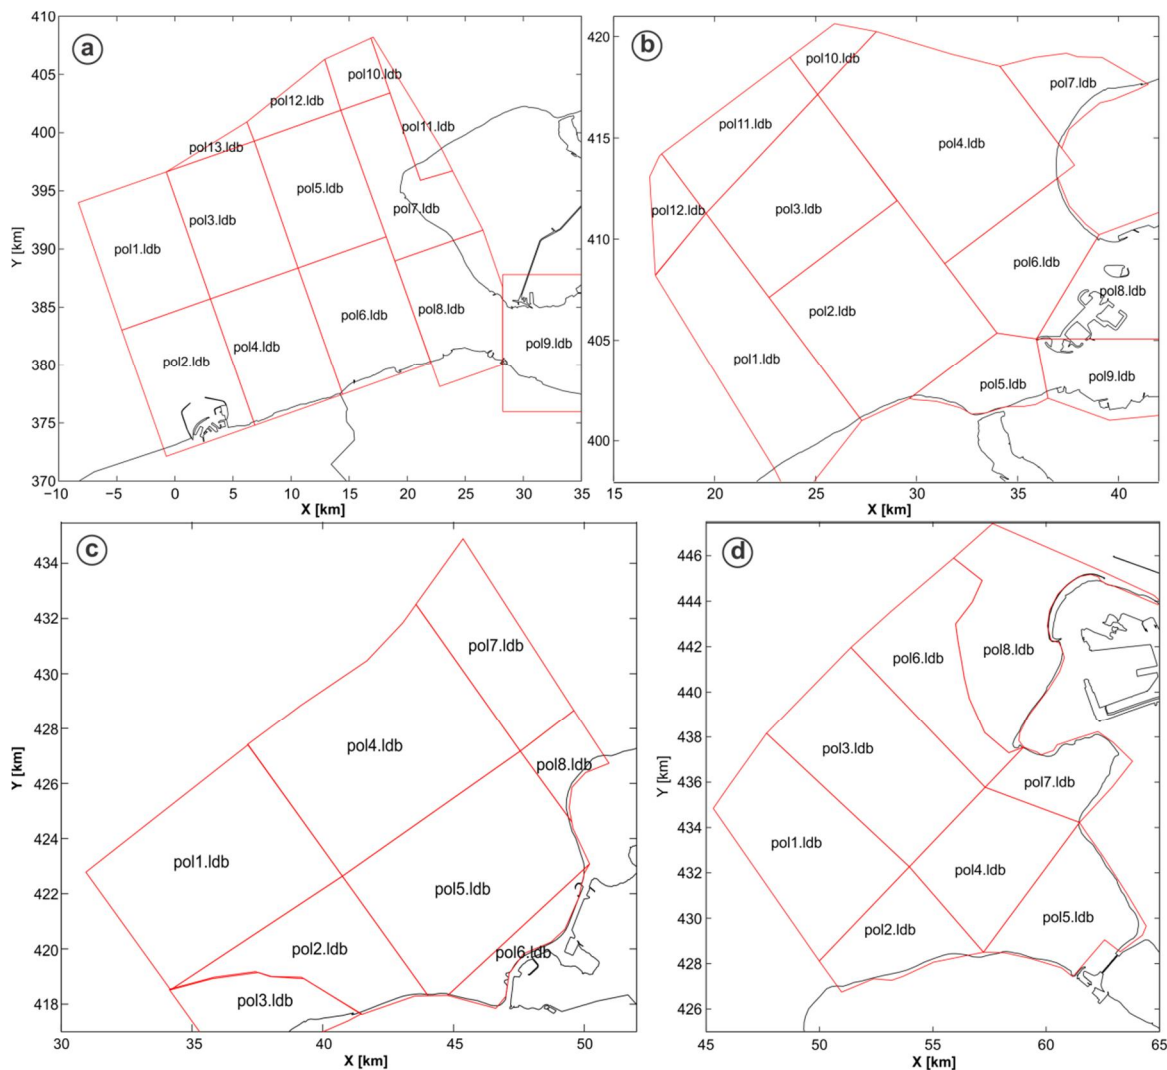 a
410
405
400
395
390
385
380
375
370
Y [km]
−10
−5
0
5
10
15
20
25
30
35
X [km]
pol10.ldb
pol12.ldb
pol11.ldb
pol13.ldb
pol5.ldb
pol7.ldb
pol3.ldb
pol1.ldb
pol6.ldb
pol8.ldb
pol9.ldb
pol4.ldb
pol2.ldb
b
420
415
410
405
400
15
20
25
30
35
40
X [km]
pol10.ldb
pol7.ldb
pol11.ldb
pol4.ldb
pol12.ldb
pol3.ldb
pol6.ldb
pol8.ldb
pol2.ldb
pol1.ldb
pol5.ldb
pol9.ldb
c
434
432
430
428
426
424
422
420
418
Y [km]
30
35
40
45
50
X [km]
pol7.ldb
pol4.ldb
pol8.ldb
pol1.ldb
pol5.ldb
pol2.ldb
pol6.ldb
pol3.ldb
d
446
444
442
440
438
436
434
432
430
428
426
Y [km]
45
50
55
60
65
X [km]
pol6.ldb
pol8.ldb
pol3.ldb
pol7.ldb
pol1.ldb
pol4.ldb
pol2.ldb
pol5.ldb